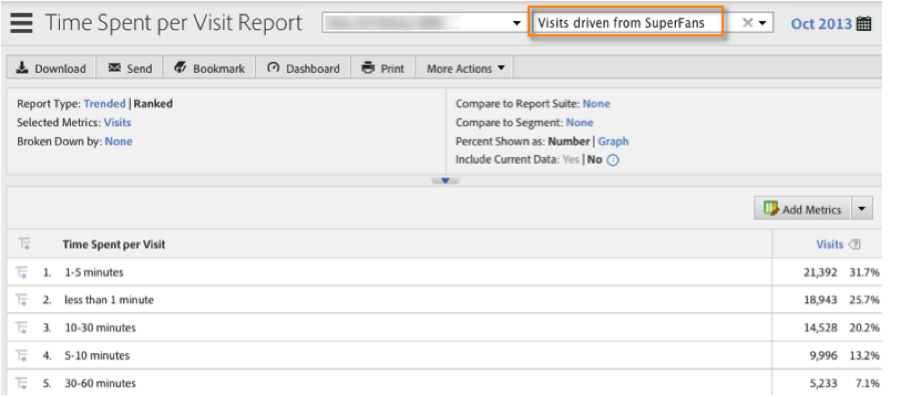 Time Spent per Visit Report
Visits driven from SuperFans
Oct 2013
Download Send Bookmark Dashboard Print More Actions
Report Type: Trended | Ranked
Selected Metrics: Visits
Broken Down by: None
Compare to Report Suite: None
Compare to Segment: None
Percent Shown as: Number | Graph
Include Current Data: Yes | No
Add Metrics
Time Spent per Visit Visits
1. 1-5 minutes 21,392 31.7%
2. less than 1 minute 18,943 25.7%
3. 10-30 minutes 14,528 20.2%
4. 5-10 minutes 9,996 13.2%
5. 30-60 minutes 5,233 7.1%